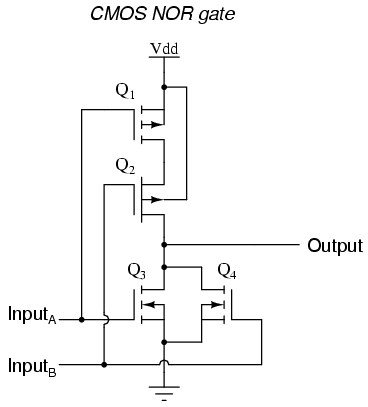 CMOS NOR gate
Vdd
Q1
Q2
Output
Q3 Q4
InputA
InputB